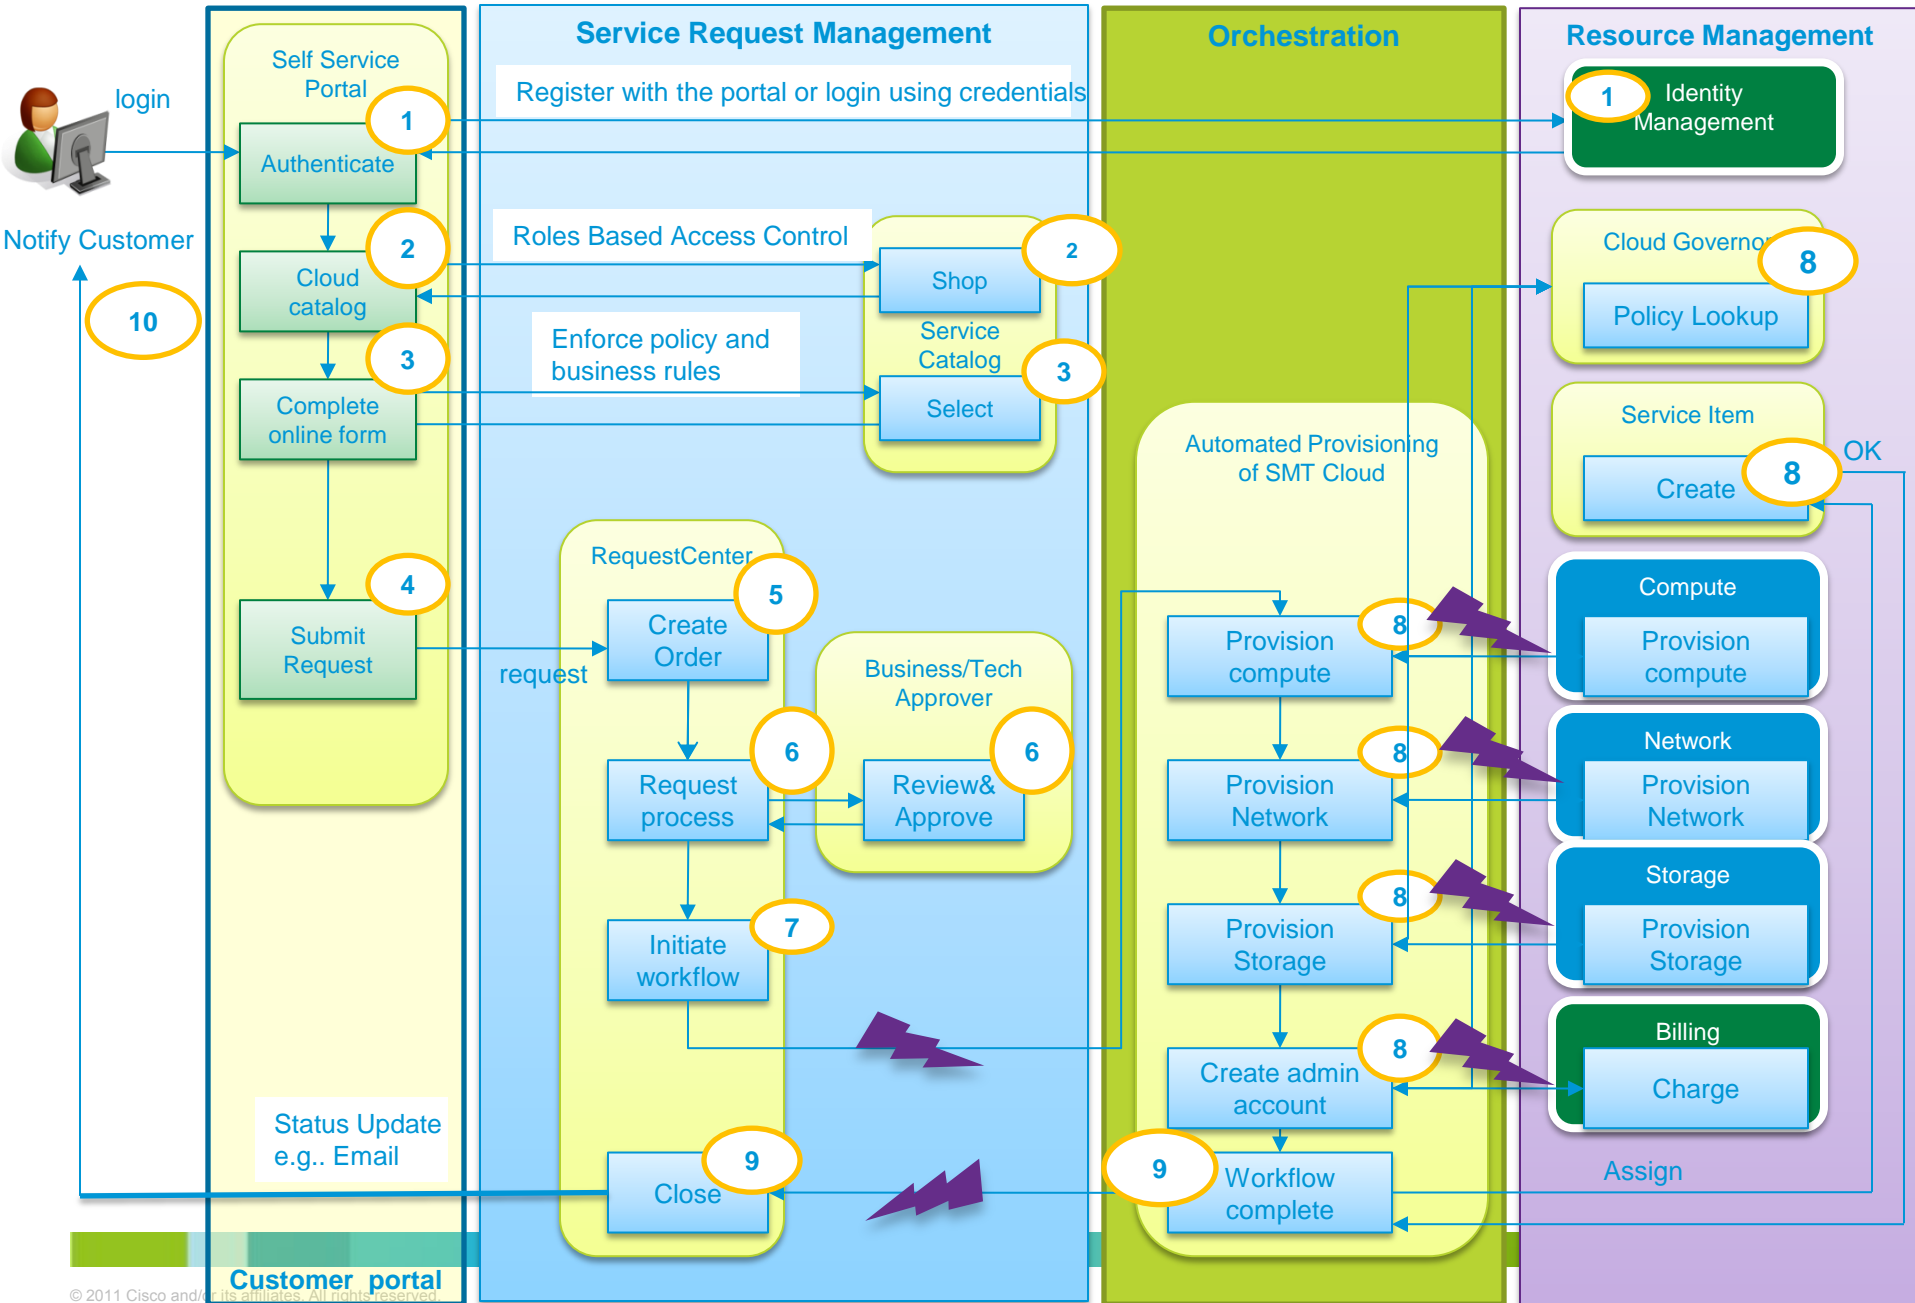 Service Request Management
Orchestration
Resource Management
login
Self Service
Portal
1
Authenticate
Register with the portal or login using credentials
1
Identity
Management
Notify Customer
10
2
Cloud
catalog
Roles Based Access Control
2
Shop
Service
Catalog
3
Select
3
Complete
online form
Enforce policy and
business rules
Cloud Governor
8
Policy Lookup
Service Item
8
Create
OK
4
Submit
Request
request
RequestCenter
5
Create
Order
6
Request
process
Business/Tech
Approver
6
Review&
Approve
7
Initiate
workflow
Automated Provisioning
of SMT Cloud
8
Provision
compute
8
Provision
Network
8
Provision
Storage
8
Create admin
account
9
Workflow
complete
Compute
Provision
compute
Network
Provision
Network
Storage
Provision
Storage
Billing
Charge
Assign
Status Update
e.g.. Email
9
Close
Customer portal
© 2011 Cisco and/or its affiliates. All rights reserved.